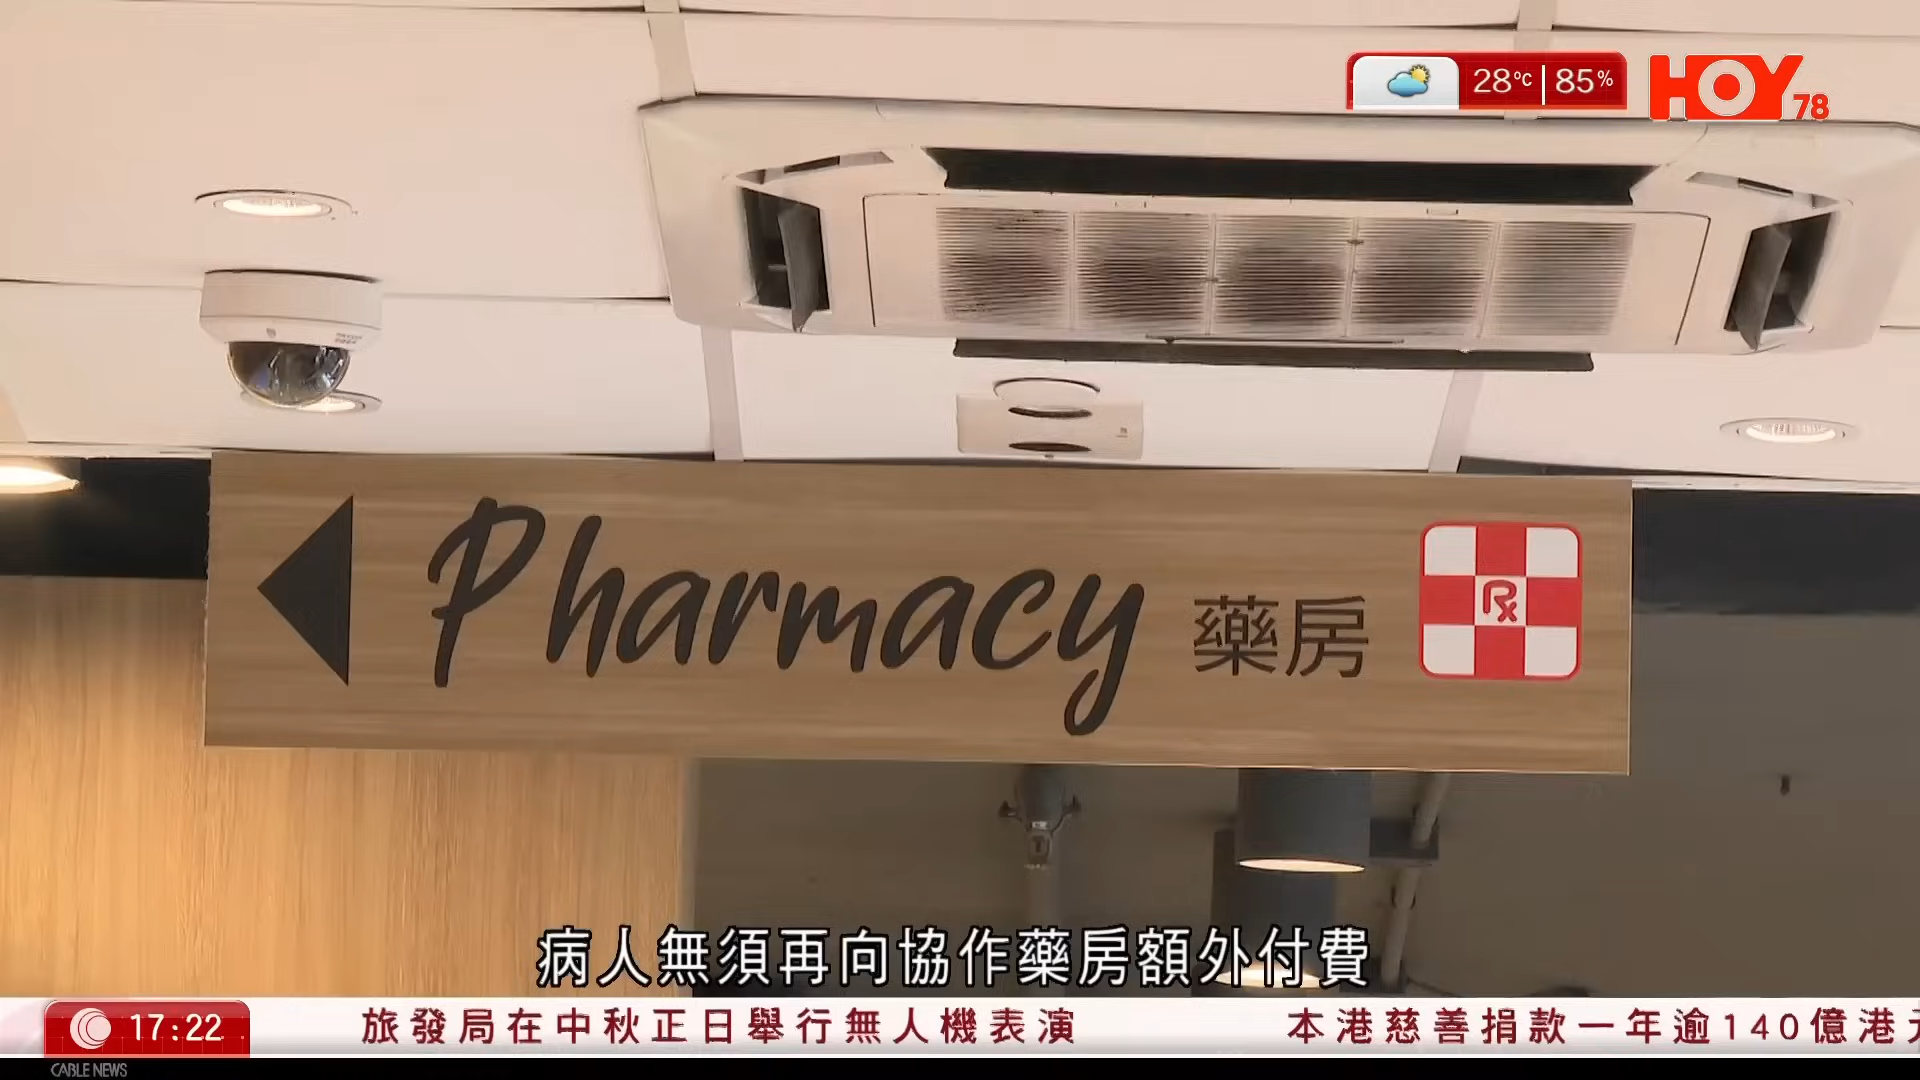 28°C | 85%
HOY 78
Pharmacy 藥房 Rx
病人無須再向協作藥房額外付費
17:22 旅發局在中秋正日舉行無人機表演 本港慈善捐款一年逾140億港
CABLE NEWS